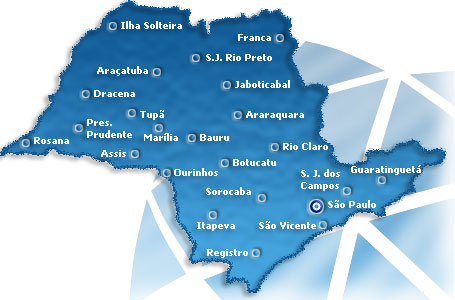 Ilha Solteira
Franca
S.J. Rio Preto
Araçatuba
Jaboticabal
Dracena
Tupã
Araraquara
Pres.
Prudente
Marília
Bauru
Rosana
Rio Claro
Assis
Botucatu
Ourinhos
S. J. dos
Campos
Guaratinguetá
Sorocaba
São Paulo
Itapeva
São Vicente
Registro